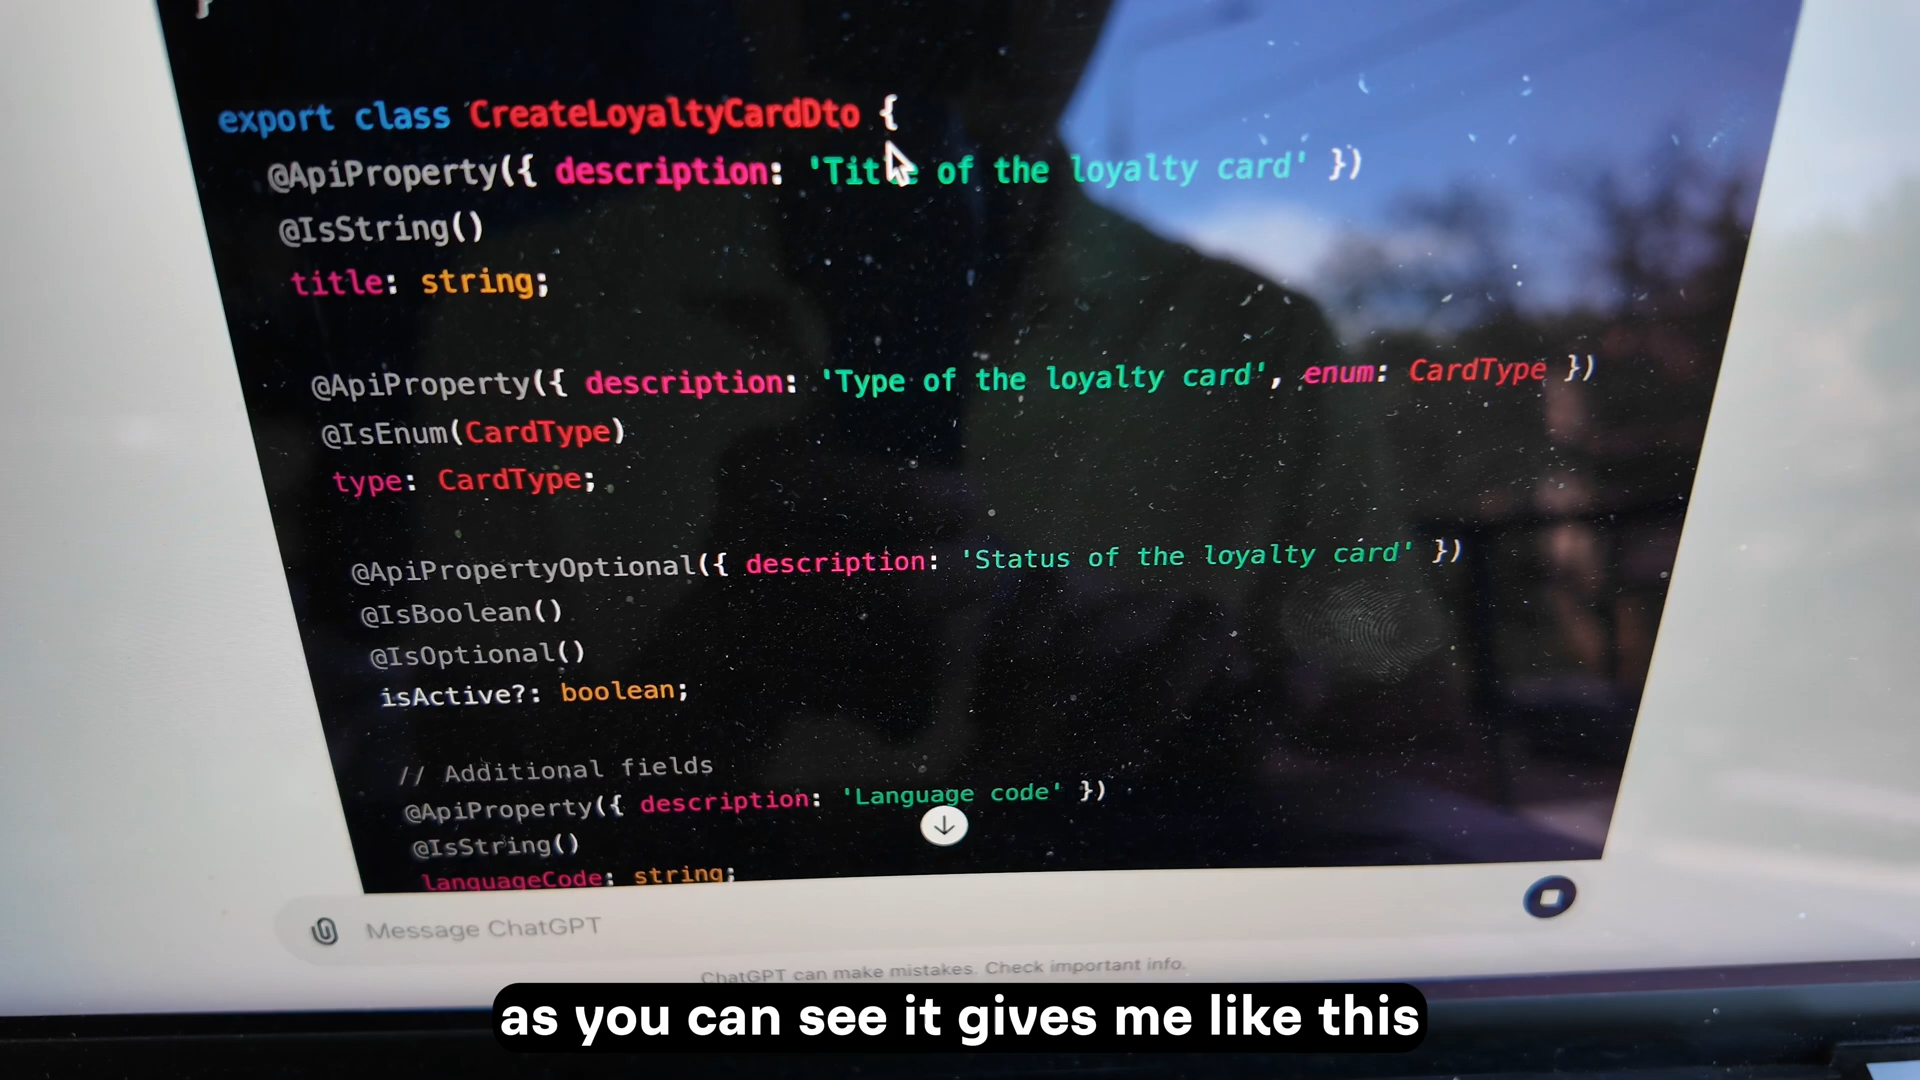 }
export class CreateLoyaltyCardDto {
@ApiProperty({ description: 'Title of the loyalty card' })
@IsString()
title: string;
@ApiProperty({ description: 'Type of the loyalty card', enum: CardType })
@IsEnum(CardType)
type: CardType;
@ApiPropertyOptional({ description: 'Status of the loyalty card' })
@IsBoolean()
@IsOptional()
isActive?: boolean;
// Additional fields
@ApiProperty({ description: 'Language code' })
@IsString()
languageCode: string;
Message ChatGPT
ChatGPT can make mistakes. Check important info.
as you can see it gives me like this